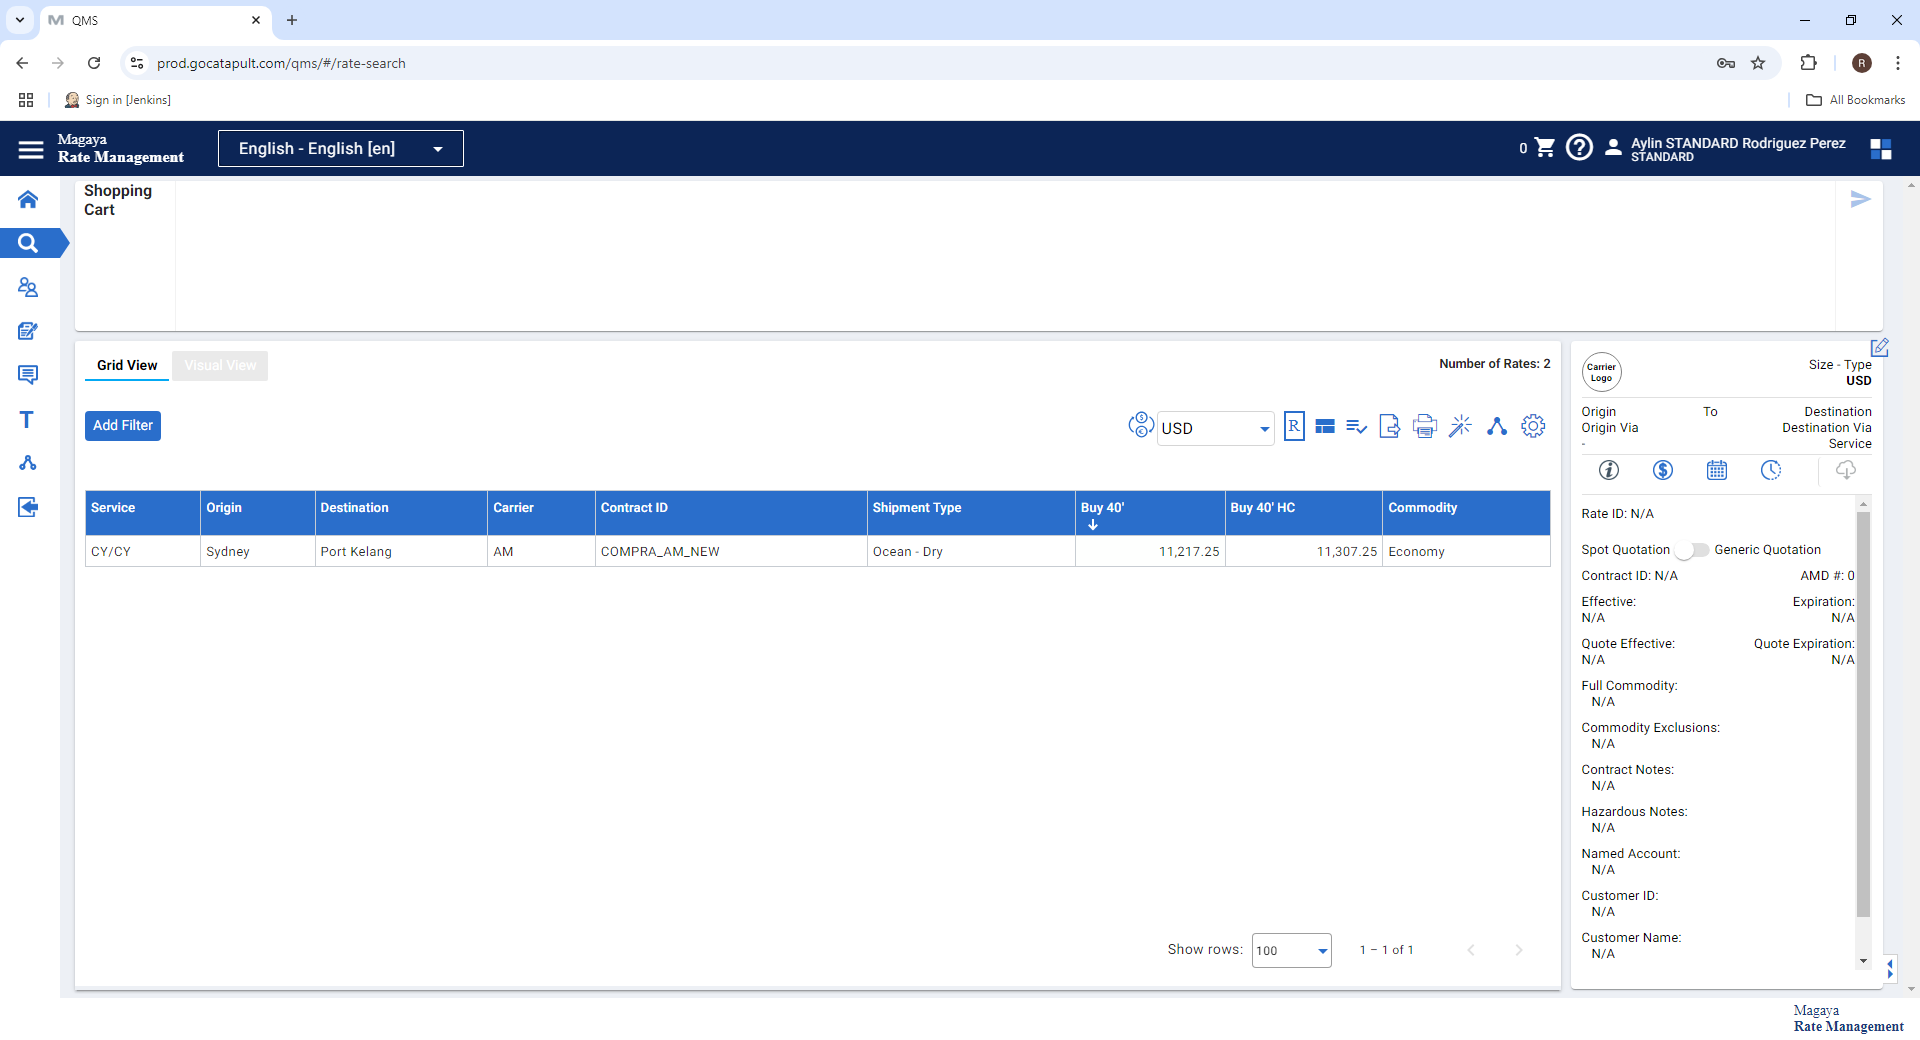 QMS
prod.gocatapult.com/qms/#/rate-search
R
Sign in [Jenkins]
All Bookmarks
Magaya
Rate Management
English - English [en]
0
Aylin STANDARD Rodriguez Perez
STANDARD
Shopping
Cart
Grid View
Visual View
Number of Rates: 2
Add Filter
USD
R
Service
Origin
Destination
Carrier
Contract ID
Shipment Type
Buy 40'
Buy 40' HC
Commodity
CY/CY
Sydney
Port Kelang
AM
COMPRA_AM_NEW
Ocean - Dry
11,217.25
11,307.25
Economy
Show rows:
100
1 – 1 of 1
Carrier
Logo
Size - Type
USD
Origin
To
Destination
Origin Via
Destination Via
-
Service
Rate ID: N/A
Spot Quotation
Generic Quotation
Contract ID: N/A
AMD #: 0
Effective:
Expiration:
N/A
N/A
Quote Effective:
Quote Expiration:
N/A
N/A
Full Commodity:
N/A
Commodity Exclusions:
N/A
Contract Notes:
N/A
Hazardous Notes:
N/A
Named Account:
N/A
Customer ID:
N/A
Customer Name:
N/A
Magaya
Rate Management